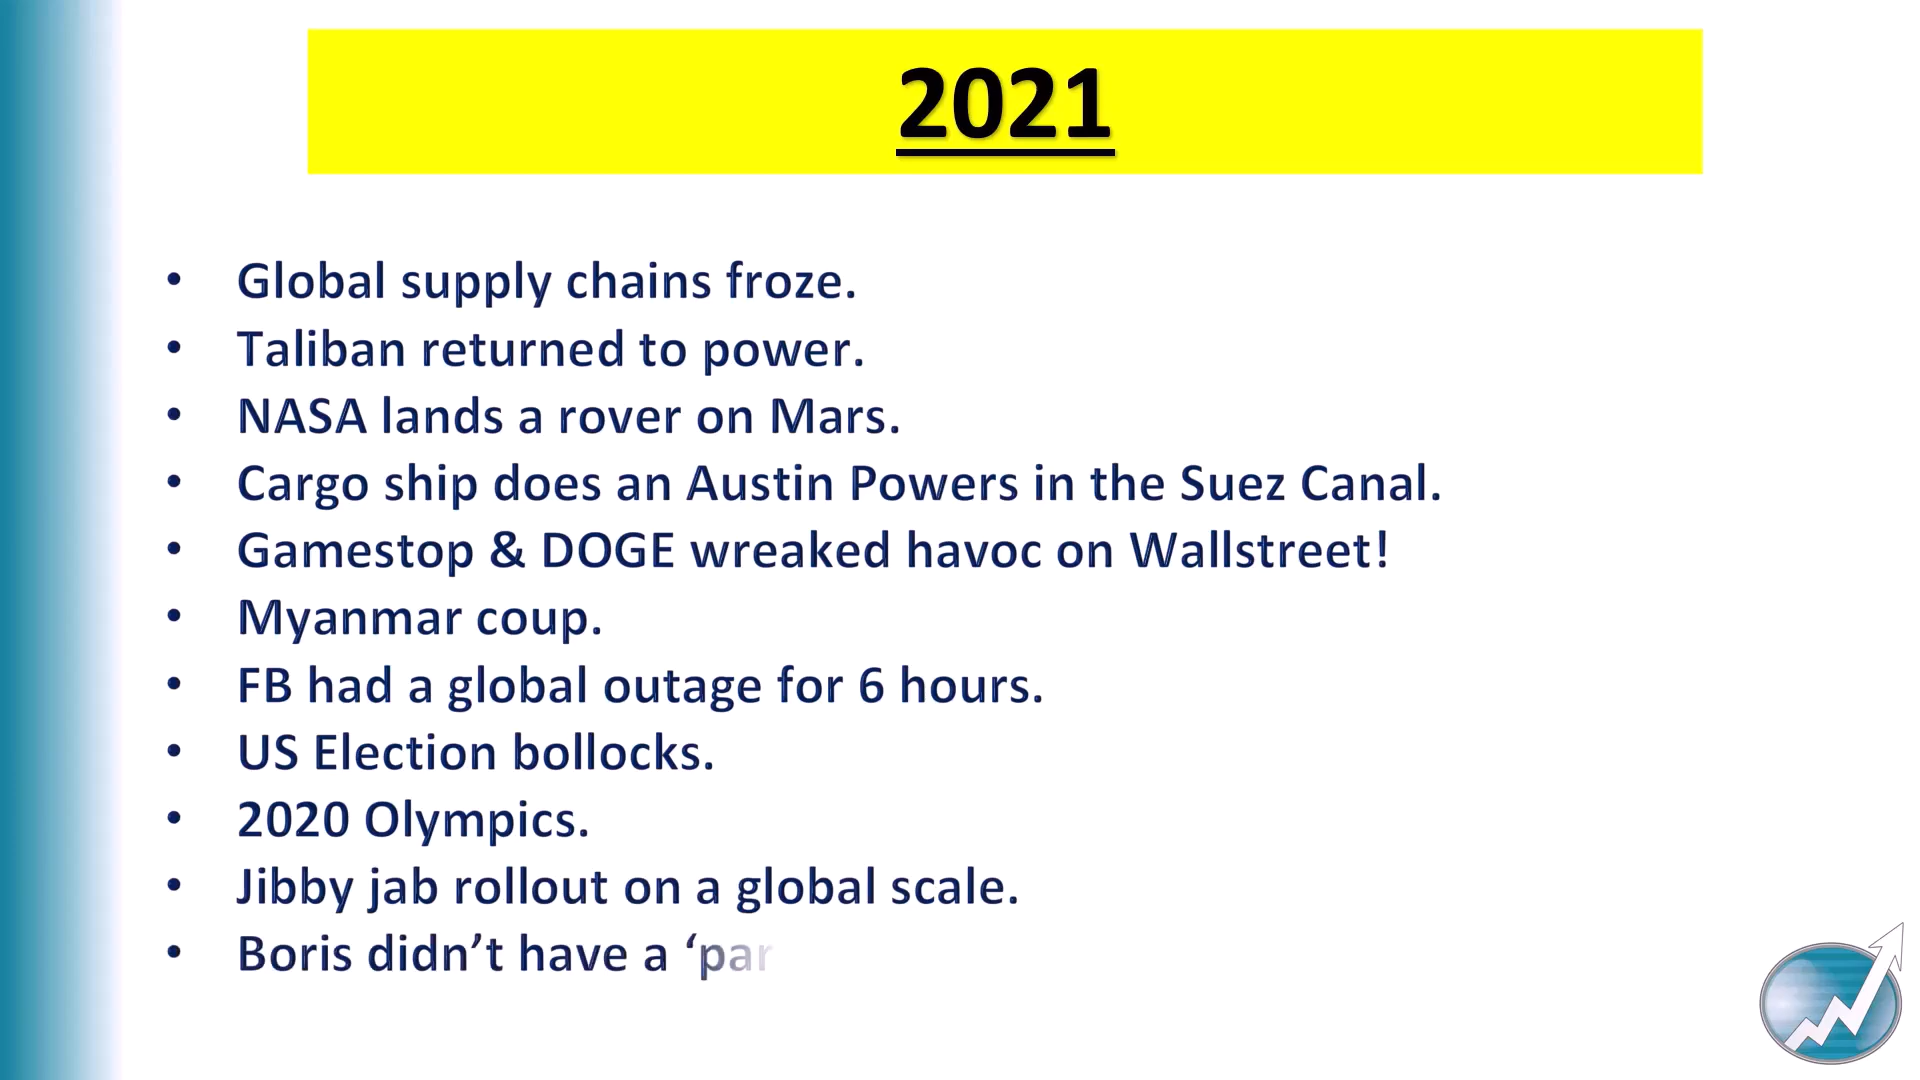 2021
• Global supply chains froze.
• Taliban returned to power.
• NASA lands a rover on Mars.
• Cargo ship does an Austin Powers in the Suez Canal.
• Gamestop & DOGE wreaked havoc on Wallstreet!
• Myanmar coup.
• FB had a global outage for 6 hours.
• US Election bollocks.
• 2020 Olympics.
• Jibby jab rollout on a global scale.
• Boris didn’t have a ‘par